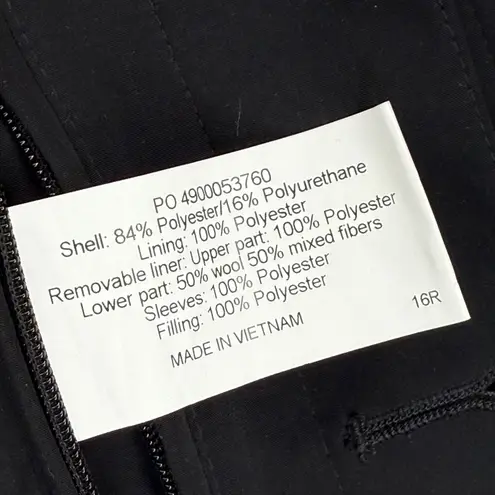 PO 4900053760
Shell: 84% Polyester/16% Polyurethane
Lining: 100% Polyester
Removable liner: Upper part: 100% Polyester
Lower part: 50% wool 50% mixed fibers
Sleeves: 100% Polyester
Filling: 100% Polyester
MADE IN VIETNAM
16R